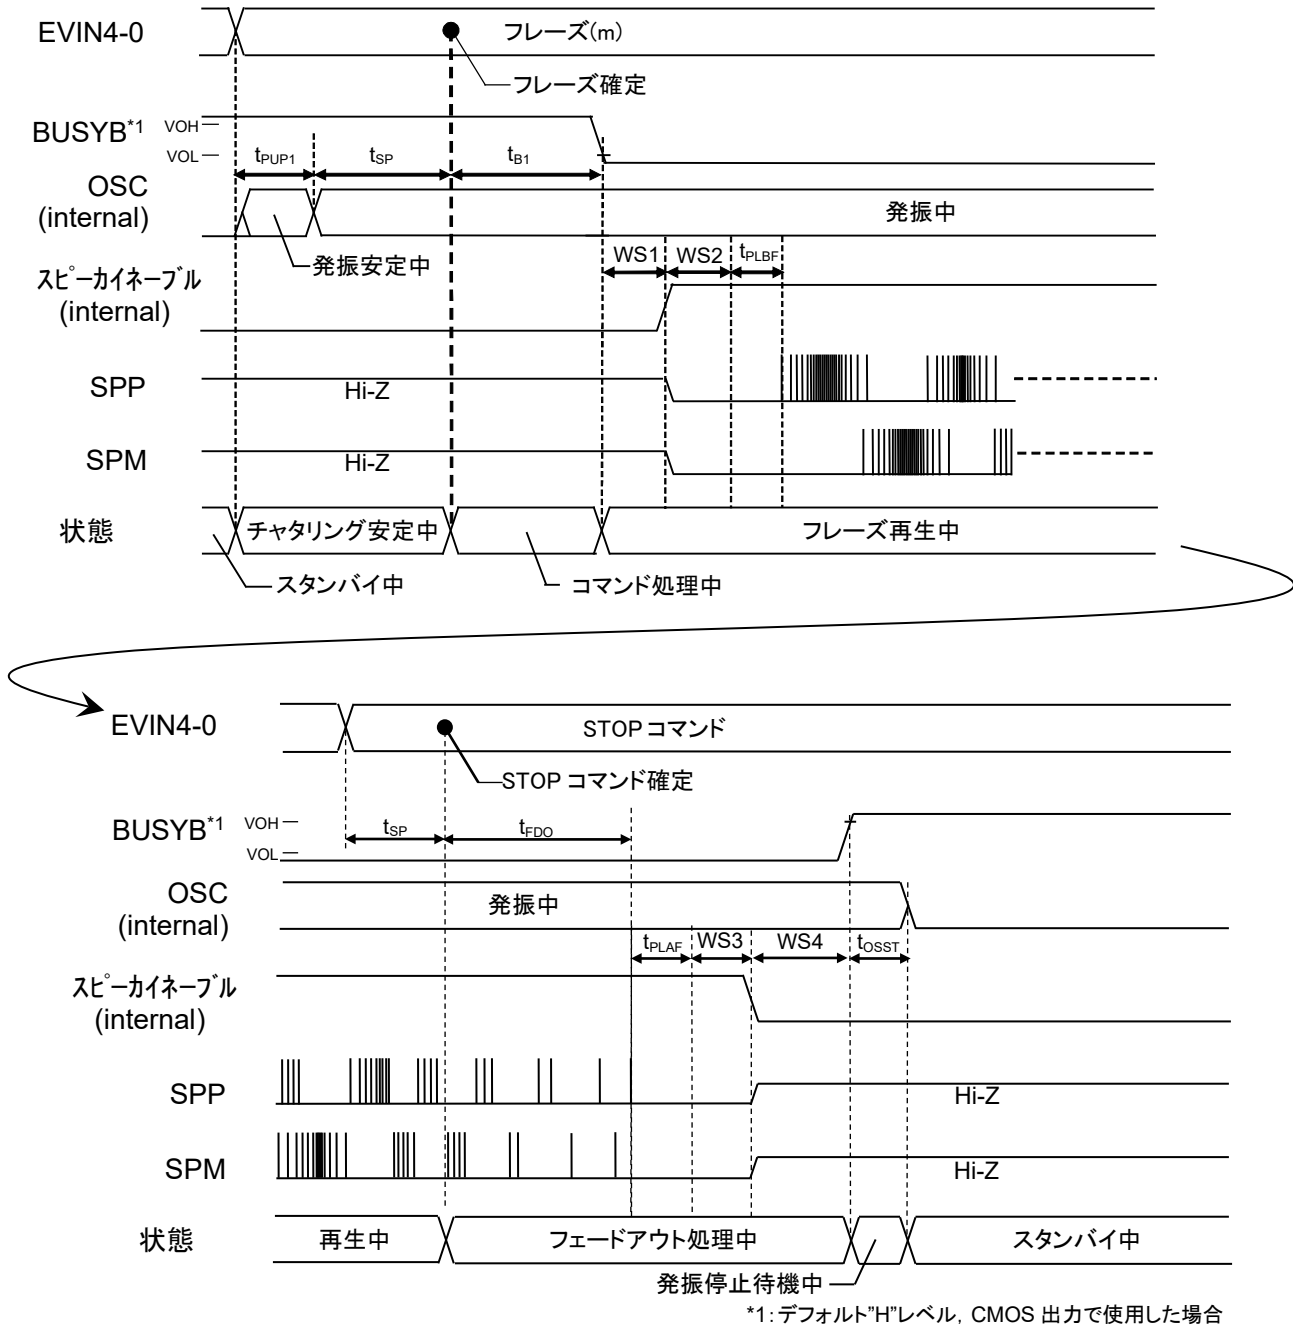 EVIN4-0
フレーズ(m)
フレーズ確定
BUSYB*1
VOH
VOL
tPUP1
tSP
tB1
OSC
(internal)
発振中
発振安定中
WS1
WS2
tPLBF
スピーカイネーブル
(internal)
SPP
Hi-Z
SPM
Hi-Z
状態
チャタリング安定中
フレーズ再生中
スタンバイ中
コマンド処理中
EVIN4-0
STOP コマンド
STOP コマンド確定
BUSYB*1
VOH
VOL
tSP
tFDO
OSC
(internal)
発振中
tPLAF
WS3
WS4
tOSST
スピーカイネーブル
(internal)
SPP
Hi-Z
SPM
Hi-Z
状態
再生中
フェードアウト処理中
スタンバイ中
発振停止待機中
*1:デフォルト"H"レベル, CMOS 出力で使用した場合